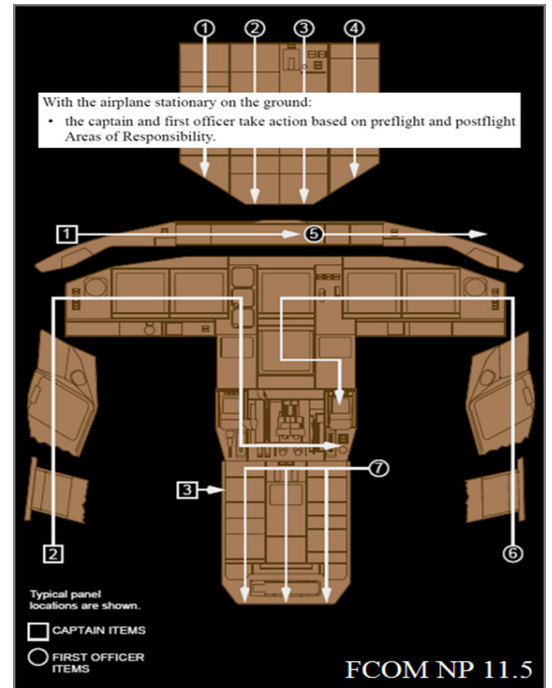 1 2 3 4
With the airplane stationary on the ground:
• the captain and first officer take action based on preflight and postflight
Areas of Responsibility.
1 5
7
3
2 6
Typical panel
locations are shown.
CAPTAIN ITEMS
FIRST OFFICER
ITEMS
FCOM NP 11.5